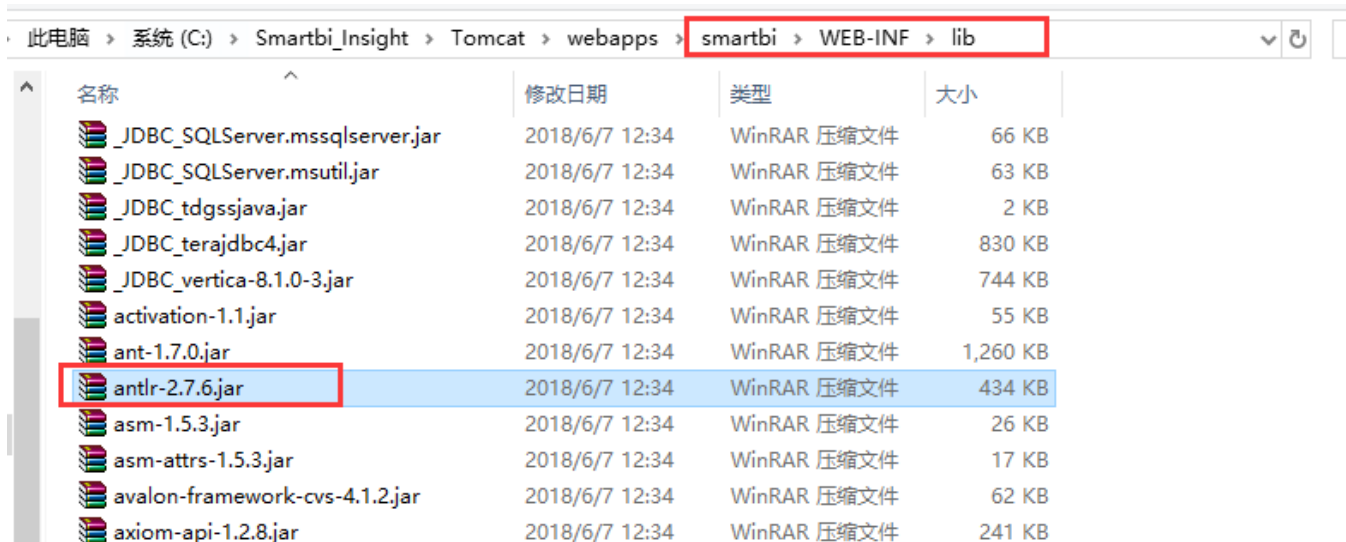 此电脑 > 系统 (C:) > Smartbi_Insight > Tomcat > webapps > smartbi > WEB-INF > lib
名称 修改日期 类型 大小
_JDBC_SQLServer.mssqlserver.jar 2018/6/7 12:34 WinRAR 压缩文件 66 KB
_JDBC_SQLServer.msutil.jar 2018/6/7 12:34 WinRAR 压缩文件 63 KB
_JDBC_tdgssjava.jar 2018/6/7 12:34 WinRAR 压缩文件 2 KB
_JDBC_terajdbc4.jar 2018/6/7 12:34 WinRAR 压缩文件 830 KB
_JDBC_vertica-8.1.0-3.jar 2018/6/7 12:34 WinRAR 压缩文件 744 KB
activation-1.1.jar 2018/6/7 12:34 WinRAR 压缩文件 55 KB
ant-1.7.0.jar 2018/6/7 12:34 WinRAR 压缩文件 1,260 KB
antlr-2.7.6.jar 2018/6/7 12:34 WinRAR 压缩文件 434 KB
asm-1.5.3.jar 2018/6/7 12:34 WinRAR 压缩文件 26 KB
asm-attrs-1.5.3.jar 2018/6/7 12:34 WinRAR 压缩文件 17 KB
avalon-framework-cvs-4.1.2.jar 2018/6/7 12:34 WinRAR 压缩文件 62 KB
axiom-api-1.2.8.jar 2018/6/7 12:34 WinRAR 压缩文件 241 KB